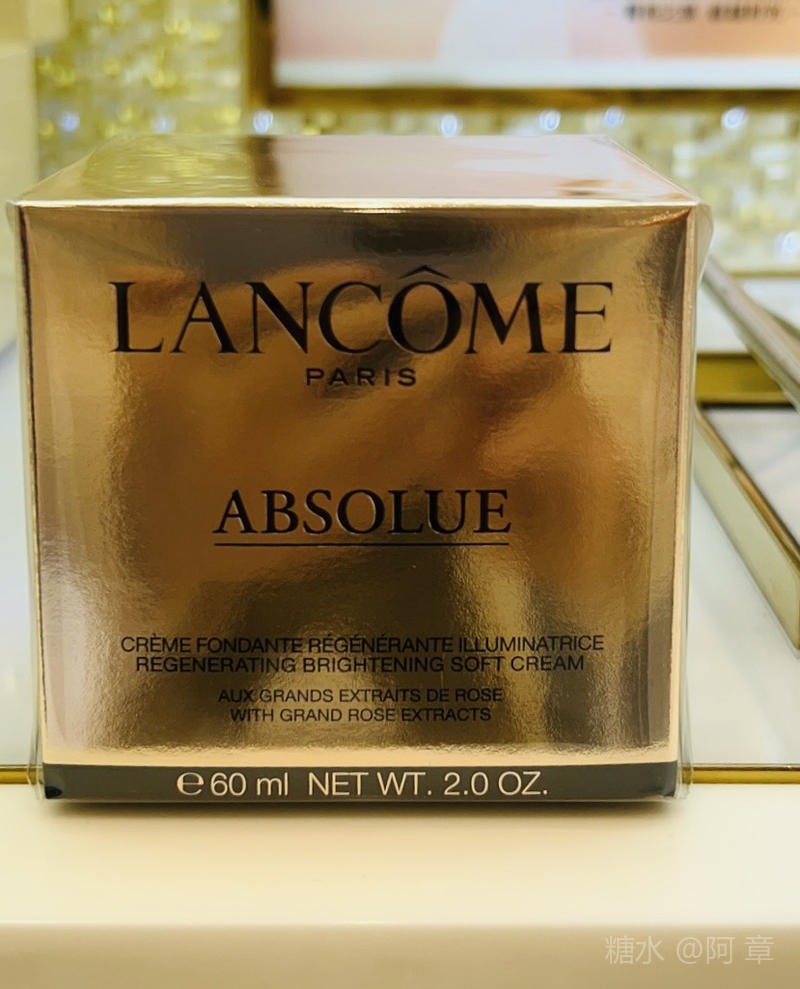 LANCÔME
PARIS
ABSOLUE
CRÈME FONDANTE RÉGÉNÉRANTE ILLUMINATRICE
REGENERATING BRIGHTENING SOFT CREAM
AUX GRANDS EXTRAITS DE ROSE
WITH GRAND ROSE EXTRACTS
℮ 60 ml NET WT. 2.0 OZ.
糖水 @阿 章